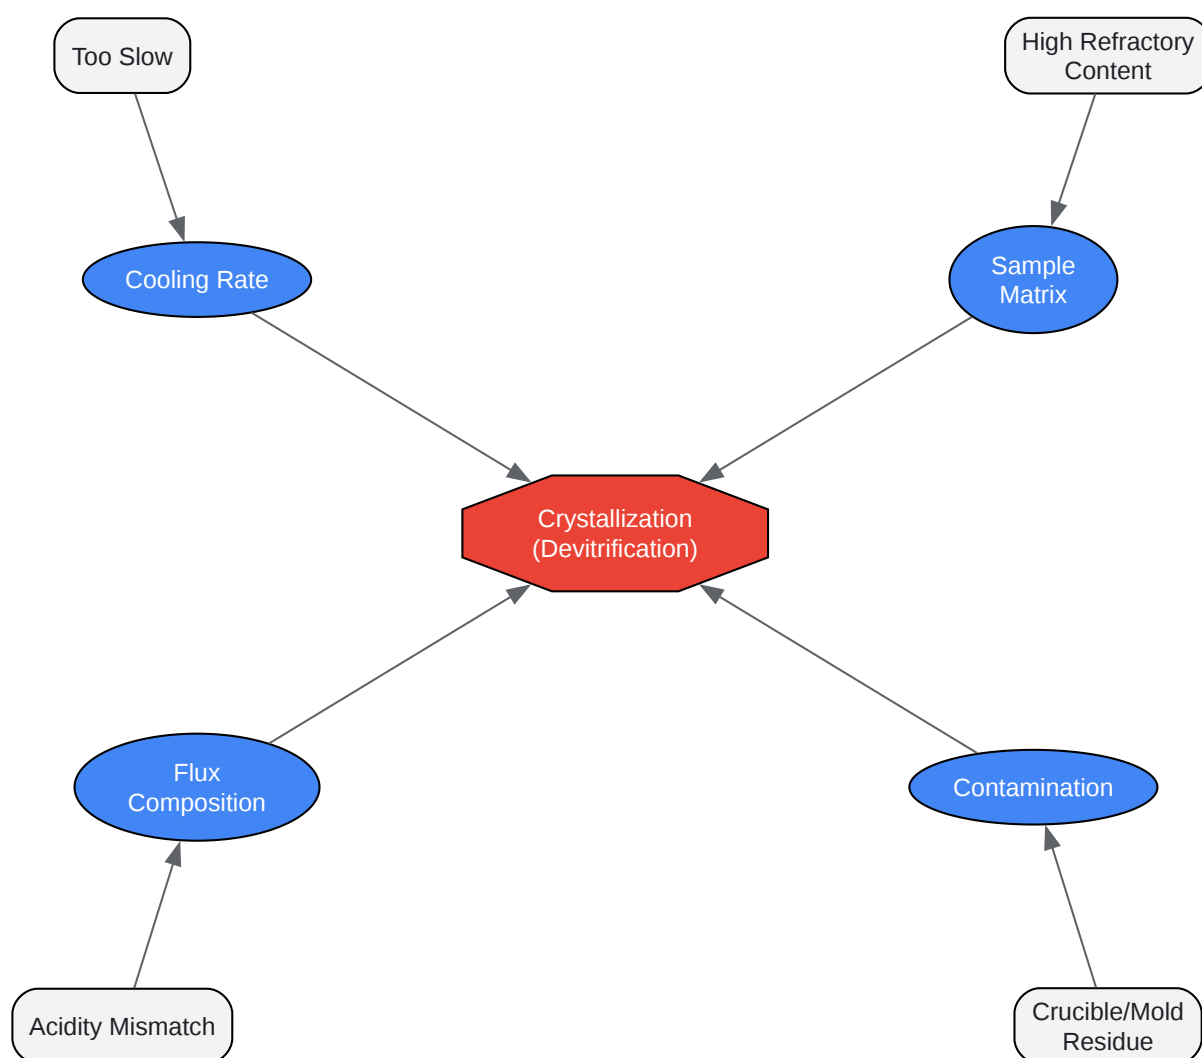 Too Slow
High Refractory
Content
Cooling Rate
Sample
Matrix
Crystallization
(Devitrification)
Flux
Composition
Contamination
Acidity Mismatch
Crucible/Mold
Residue